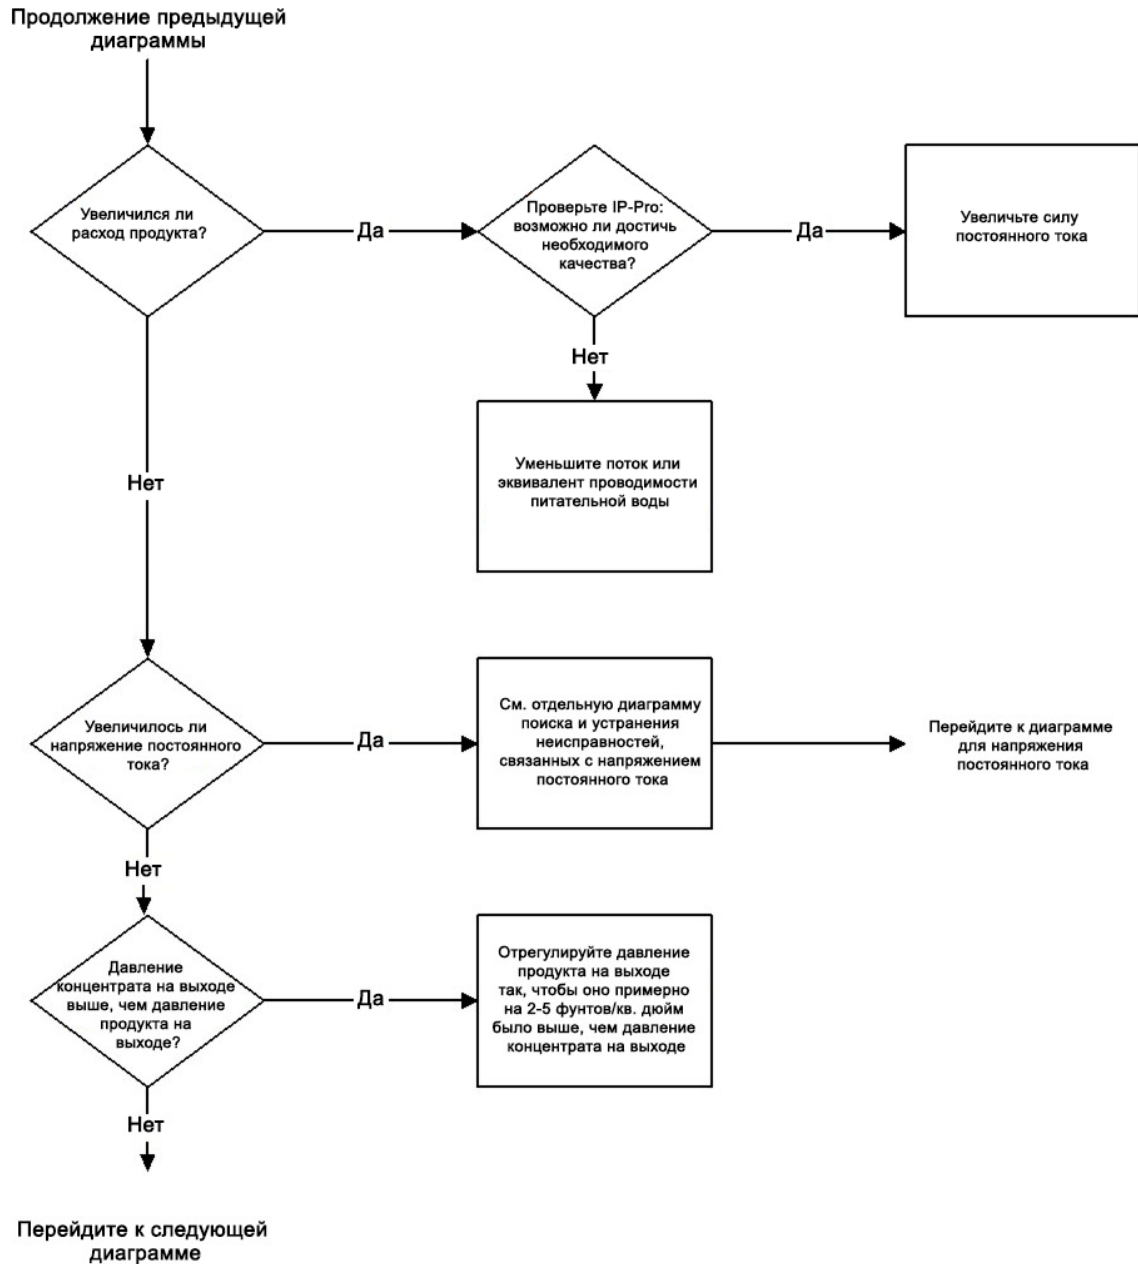 Продолжение предыдущей
диаграммы
Увеличился ли
расход продукта?
Да
Проверьте IP-Pro:
возможно ли достичь
необходимого
качества?
Да
Увеличьте силу
постоянного тока
Нет
Уменьшите поток или
эквивалент проводимости
питательной воды
Нет
Увеличилось ли
напряжение постоянного
тока?
Да
См. отдельную диаграмму
поиска и устранения
неисправностей,
связанных с напряжением
постоянного тока
Перейдите к диаграмме
для напряжения
постоянного тока
Нет
Давление
концентрата на выходе
выше, чем давление
продукта на
выходе?
Да
Отрегулируйте давление
продукта на выходе
так, чтобы оно примерно
на 2-5 фунтов/кв. дюйм
было выше, чем давление
концентрата на выходе
Нет
Перейдите к следующей
диаграмме